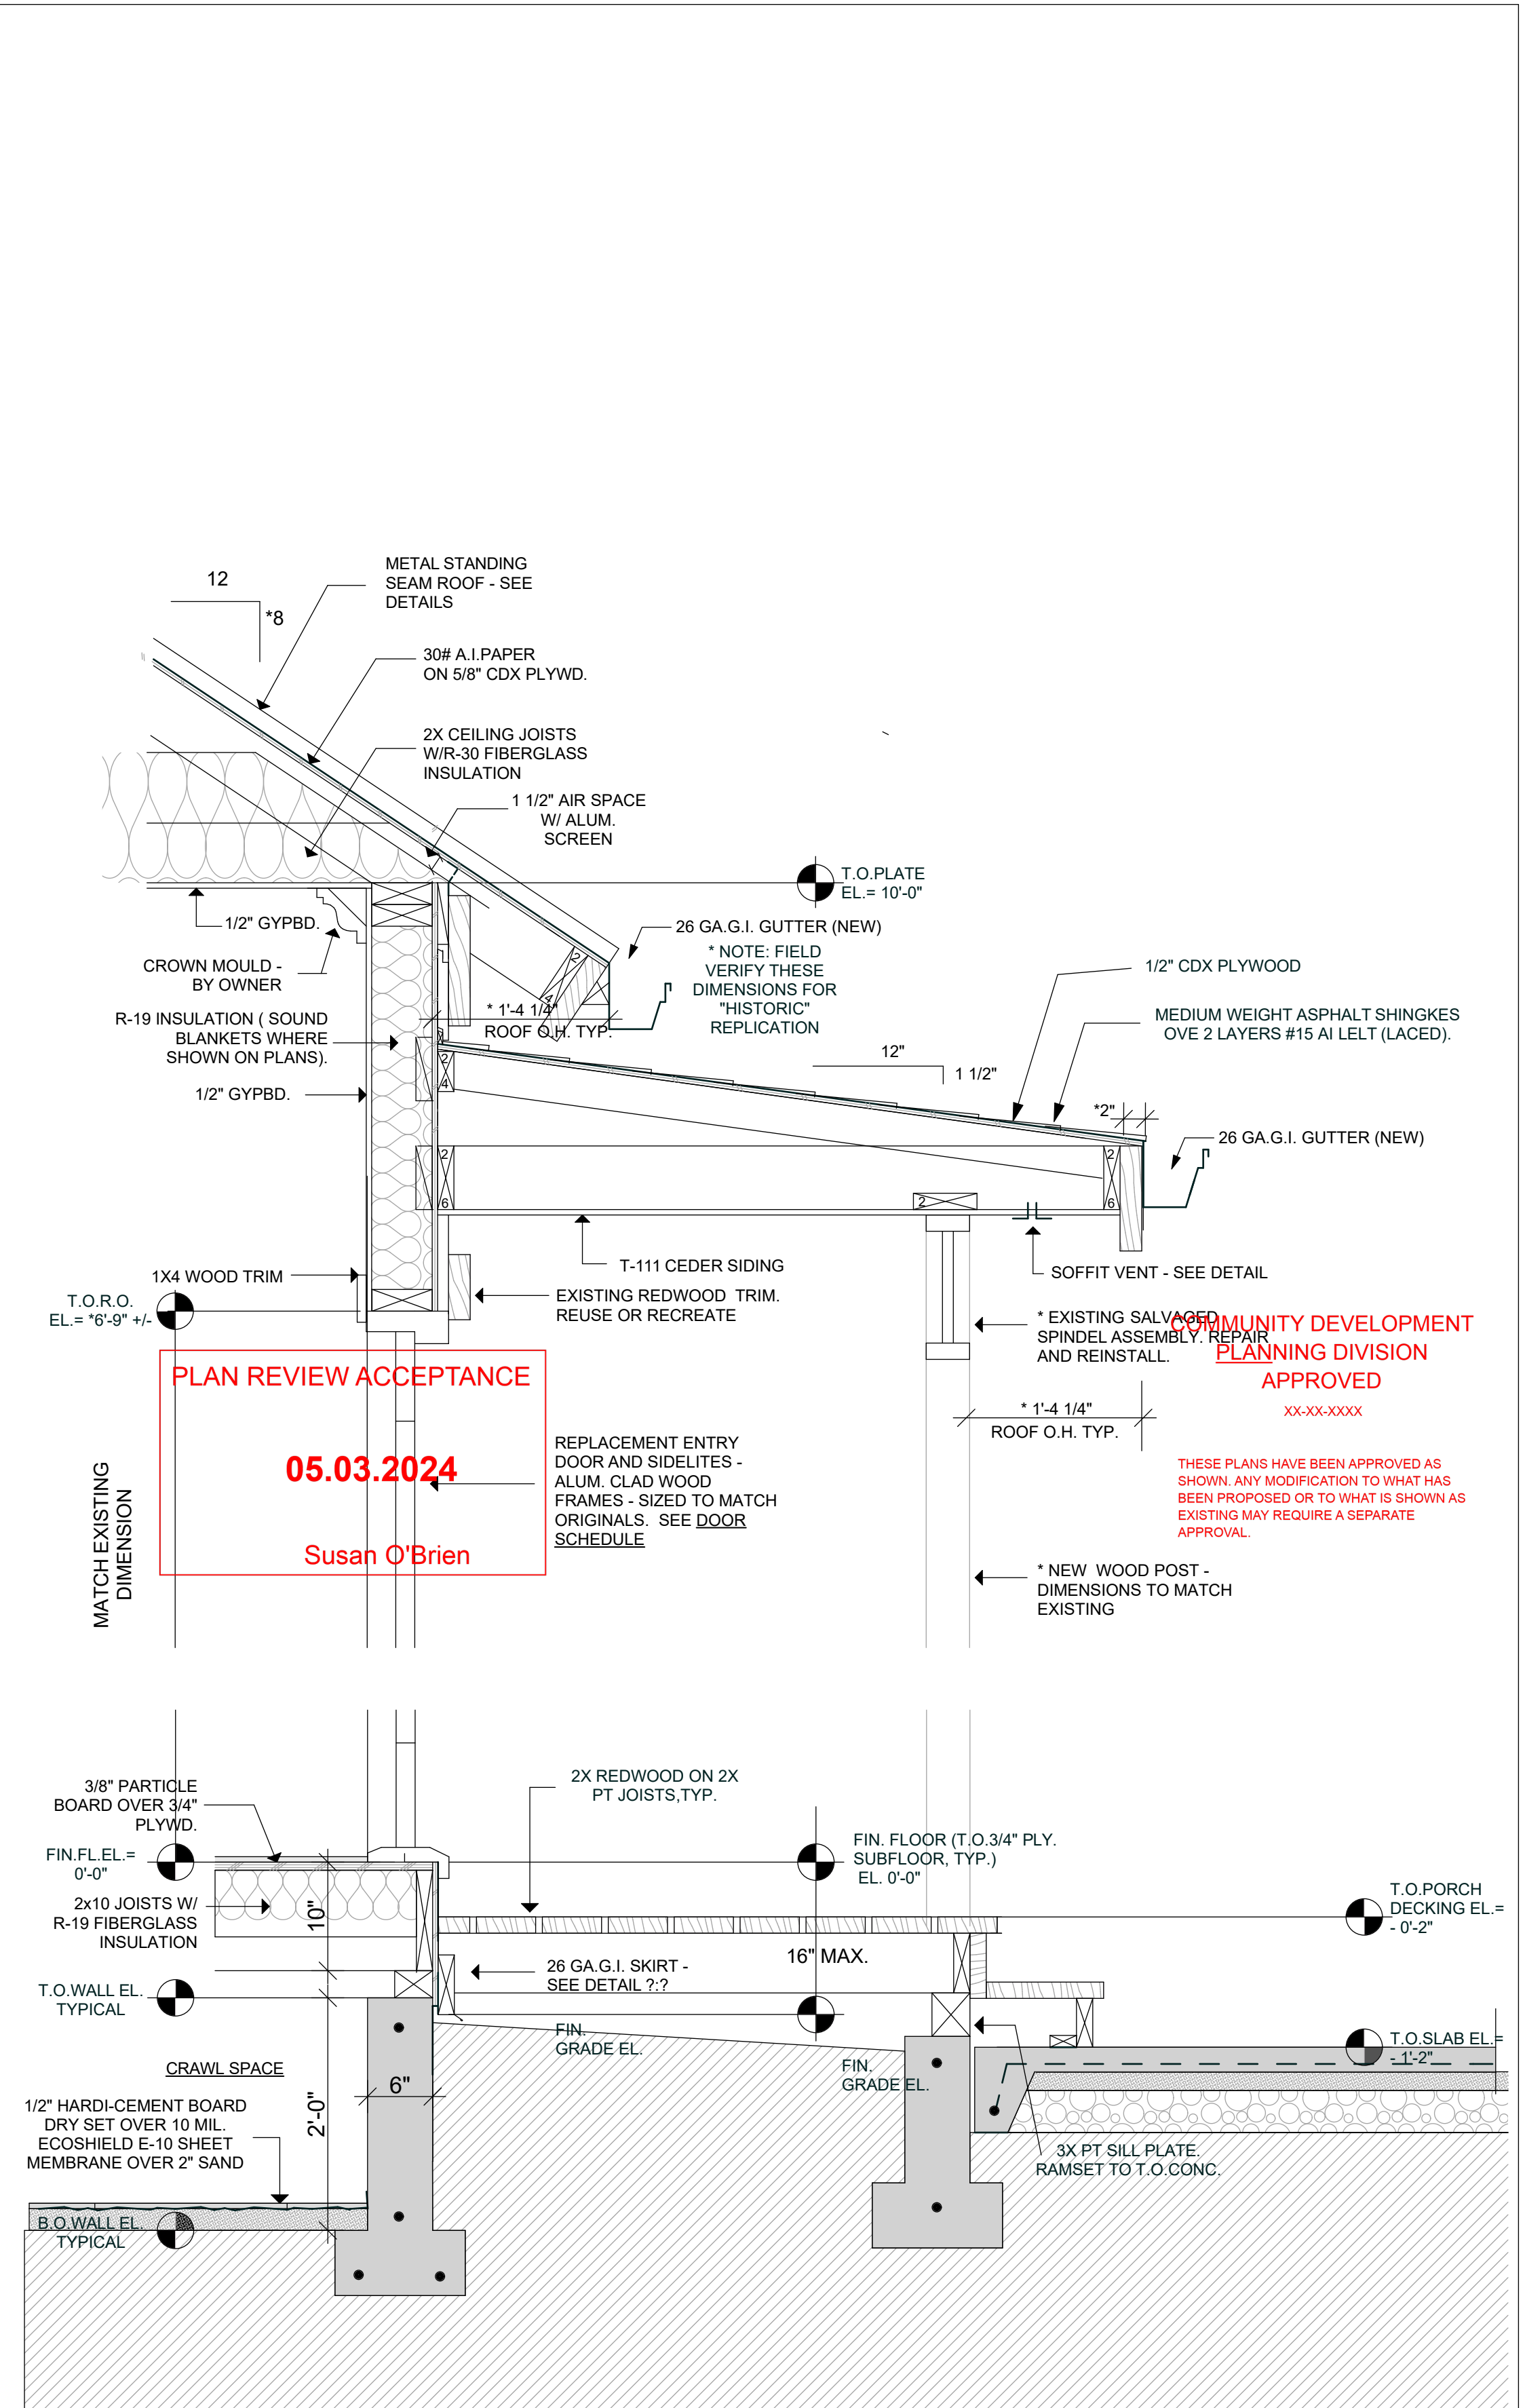 METAL STANDING
SEAM ROOF - SEE
DETAILS
12
*8
30# A.I.PAPER
ON 5/8" CDX PLYWD.
2X CEILING JOISTS
W/R-30 FIBERGLASS
INSULATION
1 1/2" AIR SPACE
W/ ALUM.
SCREEN
T.O.PLATE
EL.= 10'-0"
1/2" GYPBD.
26 GA.G.I. GUTTER (NEW)
* NOTE: FIELD
VERIFY THESE
DIMENSIONS FOR
"HISTORIC"
REPLICATION
CROWN MOULD -
BY OWNER
2
4
* 1'-4 1/4"
ROOF O.H. TYP.
1/2" CDX PLYWOOD
R-19 INSULATION ( SOUND
BLANKETS WHERE
SHOWN ON PLANS).
MEDIUM WEIGHT ASPHALT SHINGKES
OVE 2 LAYERS #15 AI LELT (LACED).
12"
1 1/2"
2
4
1/2" GYPBD.
*2"
26 GA.G.I. GUTTER (NEW)
2
6
2
2
6
T-111 CEDER SIDING
SOFFIT VENT - SEE DETAIL
1X4 WOOD TRIM
EXISTING REDWOOD  TRIM.
REUSE OR RECREATE
T.O.R.O.
EL.= *6'-9" +/-
* EXISTING SALVAGED
SPINDEL ASSEMBLY. REPAIR
AND REINSTALL.
COMMUNITY DEVELOPMENT
PLANNING DIVISION
APPROVED
XX-XX-XXXX
PLAN REVIEW ACCEPTANCE
05.03.2024
Susan O'Brien
* 1'-4 1/4"
ROOF O.H. TYP.
REPLACEMENT ENTRY
DOOR AND SIDELITES -
ALUM. CLAD WOOD
FRAMES - SIZED TO MATCH
ORIGINALS.  SEE DOOR
SCHEDULE
THESE PLANS HAVE BEEN APPROVED AS
SHOWN. ANY MODIFICATION TO WHAT HAS
BEEN PROPOSED OR TO WHAT IS SHOWN AS
EXISTING MAY REQUIRE A SEPARATE
APPROVAL.
MATCH EXISTING
DIMENSION
* NEW  WOOD POST -
DIMENSIONS TO MATCH
EXISTING
3/8" PARTICLE
BOARD OVER 3/4"
PLYWD.
2X REDWOOD ON 2X
PT JOISTS,TYP.
FIN.FL.EL.=
0'-0"
FIN. FLOOR (T.O.3/4" PLY.
SUBFLOOR, TYP.)
EL. 0'-0"
2x10 JOISTS W/
R-19 FIBERGLASS
INSULATION
10"
T.O.PORCH
DECKING EL.=
- 0'-2"
16" MAX.
26 GA.G.I. SKIRT -
SEE DETAIL ?:?
T.O.WALL EL.
TYPICAL
FIN.
GRADE EL.
FIN.
GRADE EL.
T.O.SLAB EL.=
- 1'-2"
CRAWL SPACE
6"
2'-0"
1/2" HARDI-CEMENT BOARD
DRY SET OVER 10 MIL.
ECOSHIELD E-10 SHEET
MEMBRANE OVER 2" SAND
3X PT SILL PLATE.
RAMSET TO T.O.CONC.
B.O.WALL EL.
TYPICAL